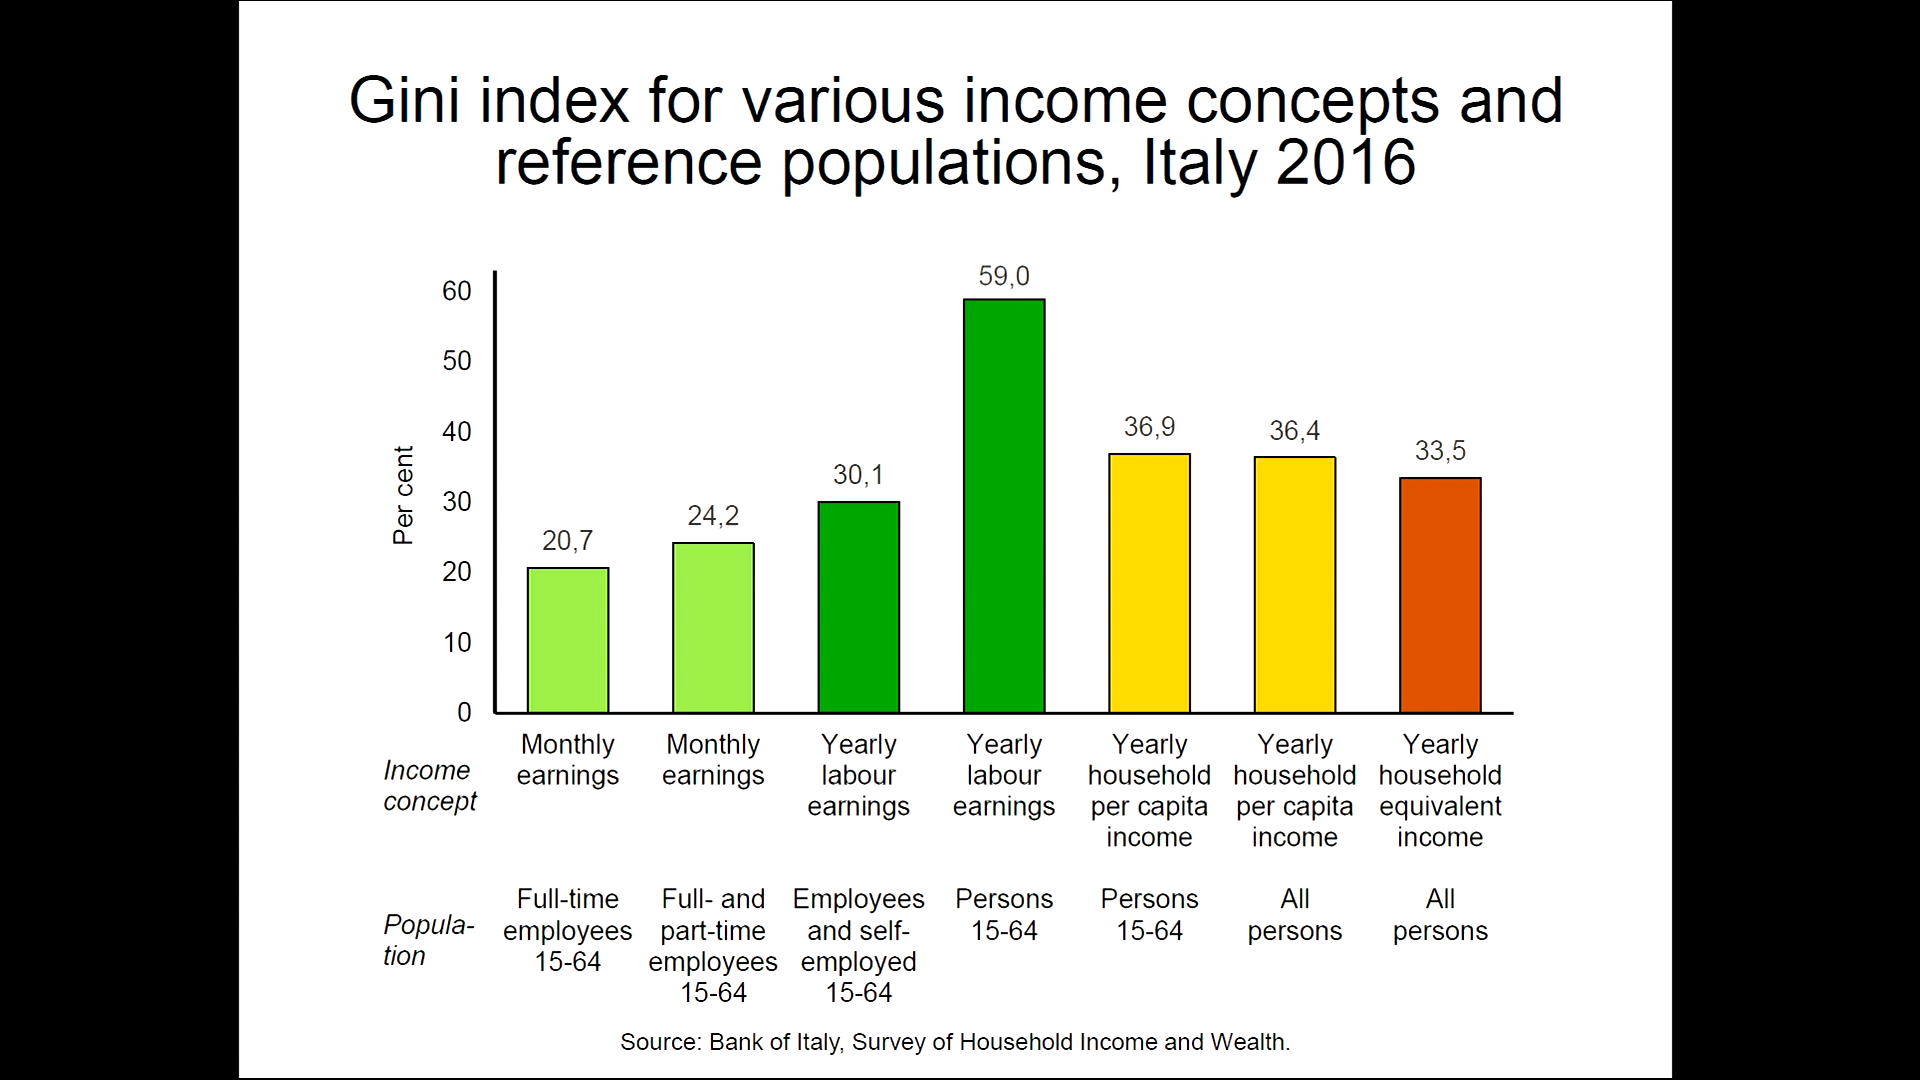 Gini index for various income concepts and
reference populations, Italy 2016
Per cent
60
50
40
30
20
10
0
20,7
24,2
30,1
59,0
36,9
36,4
33,5
Income
concept
Monthly
earnings
Monthly
earnings
Yearly
labour
earnings
Yearly
labour
earnings
Yearly
household
per capita
income
Yearly
household
per capita
income
Yearly
household
equivalent
income
Popula-
tion
Full-time
employees
15-64
Full- and
part-time
employees
15-64
Employees
and self-
employed
15-64
Persons
15-64
Persons
15-64
All
persons
All
persons
Source: Bank of Italy, Survey of Household Income and Wealth.